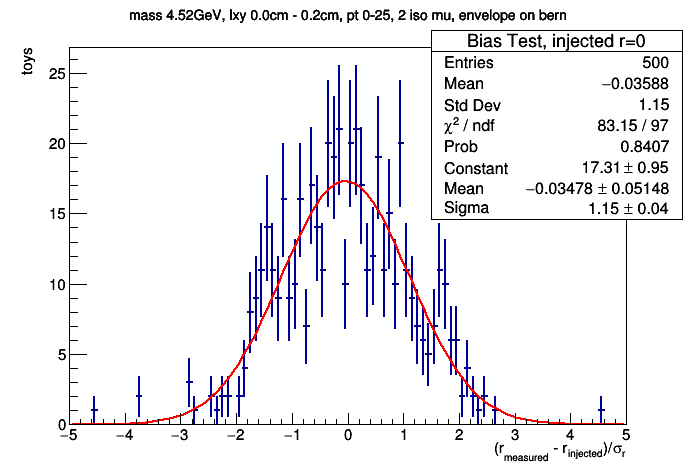 mass 4.52GeV, lxy 0.0cm - 0.2cm, pt 0-25, 2 iso mu, envelope on bern
toys
Bias Test, injected r=0
Entries 500
Mean −0.03588
Std Dev 1.15
χ² / ndf 83.15 / 97
Prob 0.8407
Constant 17.31 ± 0.95
Mean −0.03478 ± 0.05148
Sigma 1.15 ± 0.04
25
20
15
10
5
0
−5 −4 −3 −2 −1 0 1 2 3 4 5
(r_measured - r_injected)/σ_r